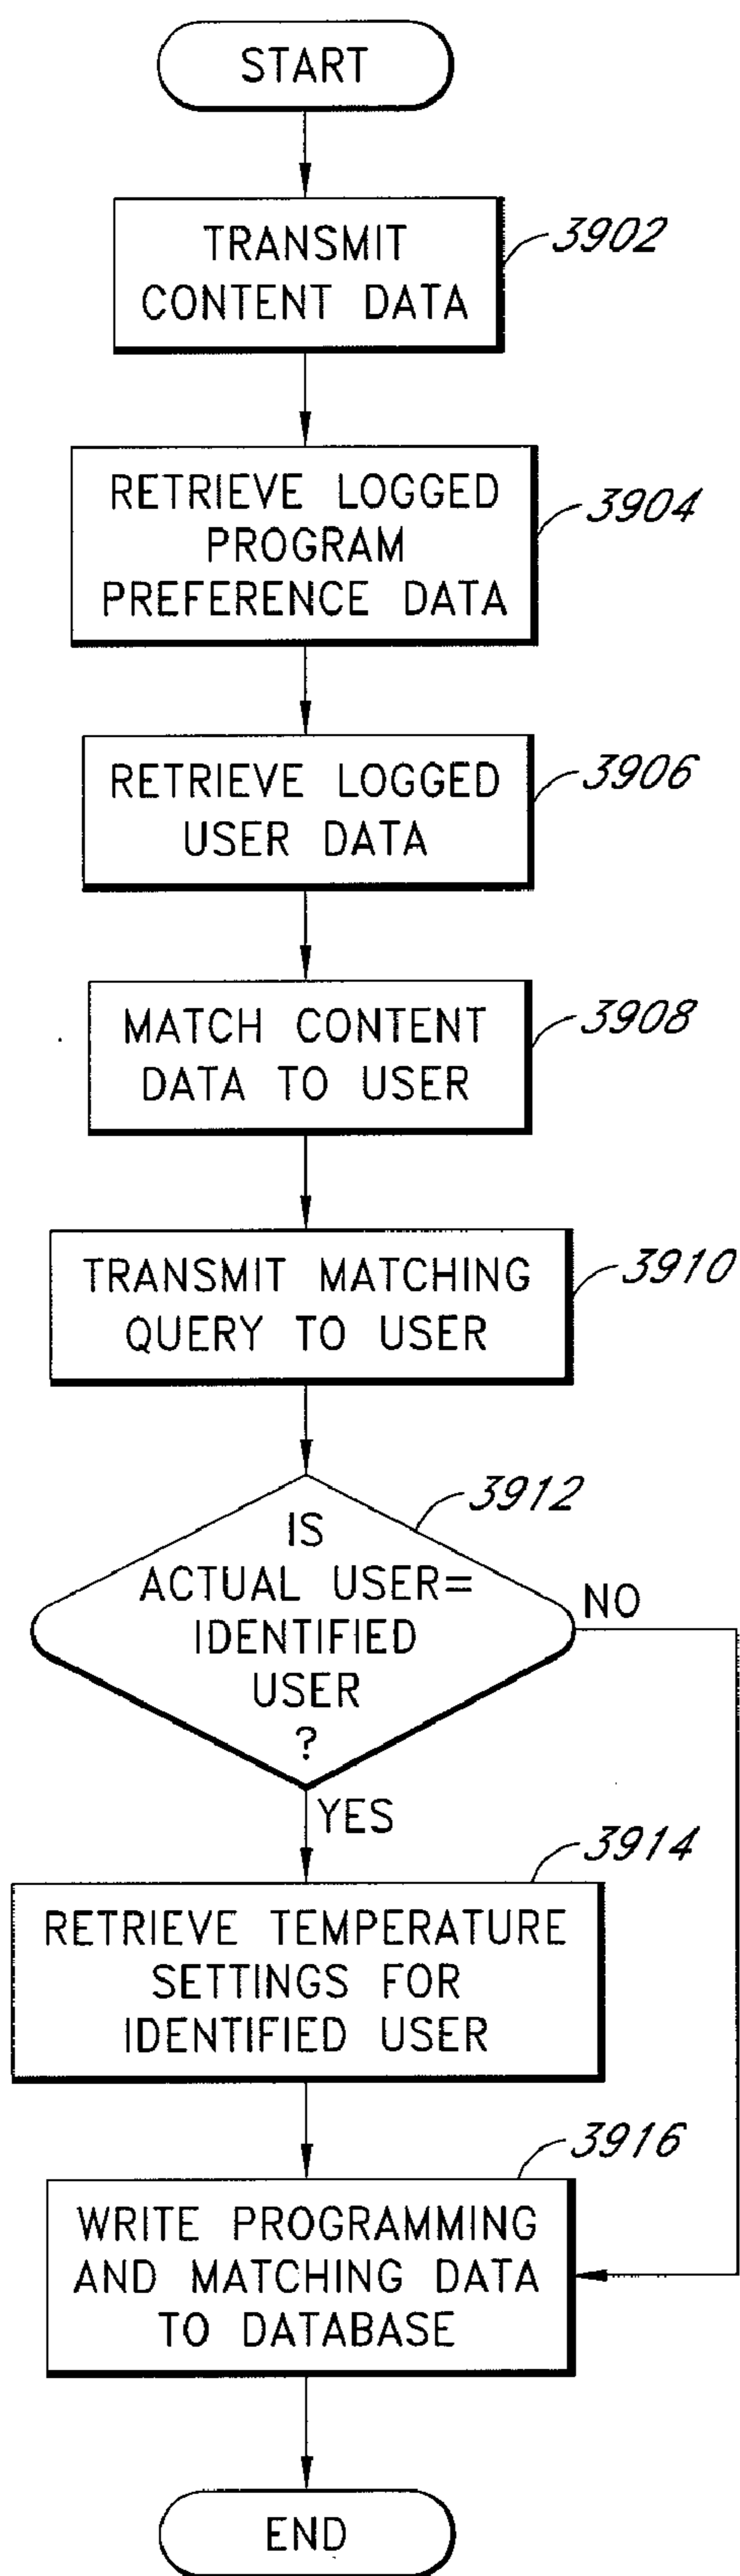 START
TRANSMIT
CONTENT DATA
3902
RETRIEVE LOGGED
PROGRAM
PREFERENCE DATA
3904
RETRIEVE LOGGED
USER DATA
3906
MATCH CONTENT
DATA TO USER
3908
TRANSMIT MATCHING
QUERY TO USER
3910
IS
ACTUAL USER=
IDENTIFIED
USER
?
3912
NO
YES
RETRIEVE TEMPERATURE
SETTINGS FOR
IDENTIFIED USER
3914
WRITE PROGRAMMING
AND MATCHING DATA
TO DATABASE
3916
END